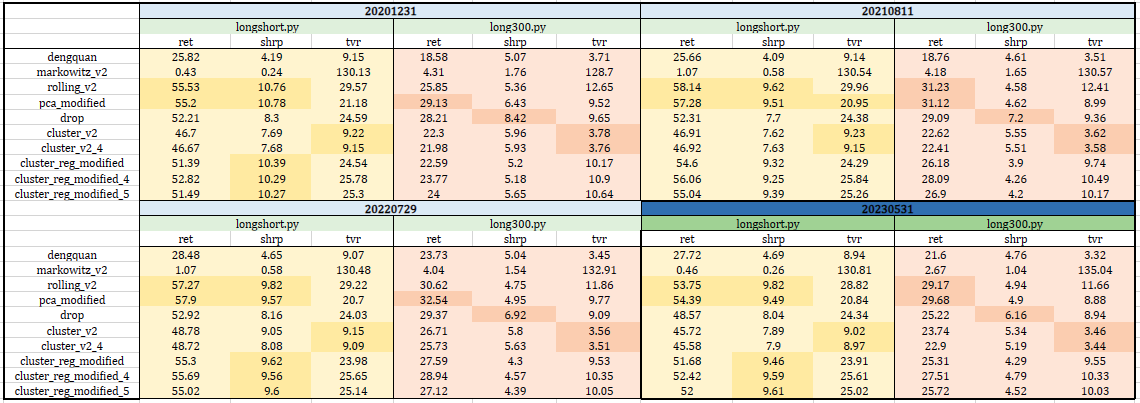 20201231 20210811
longshort.py long300.py longshort.py long300.py
ret shrp tvr ret shrp tvr ret shrp tvr ret shrp tvr
dengquan 25.82 4.19 9.15 18.58 5.07 3.71 25.66 4.09 9.14 18.76 4.61 3.51
markowitz_v2 0.43 0.24 130.13 4.31 1.76 128.7 1.07 0.58 130.54 4.18 1.65 130.57
rolling_v2 55.53 10.76 29.57 25.85 5.36 12.65 58.14 9.62 29.96 31.23 4.58 12.41
pca_modified 55.2 10.78 21.18 29.13 6.43 9.52 57.28 9.51 20.95 31.12 4.62 8.99
drop 52.21 8.3 24.59 28.21 8.42 9.65 52.31 7.7 24.38 29.09 7.2 9.36
cluster_v2 46.7 7.69 9.22 22.3 5.96 3.78 46.91 7.62 9.23 22.62 5.55 3.62
cluster_v2_4 46.67 7.68 9.15 21.98 5.93 3.76 46.92 7.63 9.15 22.41 5.51 3.58
cluster_reg_modified 51.39 10.39 24.54 22.59 5.2 10.17 54.6 9.32 24.29 26.18 3.9 9.74
cluster_reg_modified_4 52.82 10.29 25.78 23.77 5.18 10.9 56.06 9.25 25.84 28.11 4.26 10.49
cluster_reg_modified_5 51.49 10.27 25.3 24 5.65 10.64 55.04 9.39 25.26 26.9 4.2 10.17
20220729 20230531
longshort.py long300.py longshort.py long300.py
ret shrp tvr ret shrp tvr ret shrp tvr ret shrp tvr
dengquan 28.48 4.65 9.07 23.73 5.04 3.45 27.72 4.69 8.94 21.6 4.76 3.32
markowitz_v2 1.07 0.58 130.48 4.04 1.54 132.91 0.46 0.26 130.81 2.67 1.04 135.04
rolling_v2 57.27 9.82 29.22 30.62 4.75 11.86 53.75 9.82 28.82 29.17 4.94 11.66
pca_modified 57.9 9.57 20.7 32.54 4.95 9.77 54.39 9.49 20.84 29.68 4.9 8.88
drop 52.92 8.16 24.03 29.37 6.92 9.09 48.57 8.04 24.34 25.22 6.16 8.94
cluster_v2 48.78 9.05 9.15 26.71 5.8 3.56 45.72 7.89 9.02 23.74 5.34 3.46
cluster_v2_4 48.72 8.08 9.09 25.73 5.63 3.51 45.58 7.9 8.97 22.9 5.19 3.44
cluster_reg_modified 55.3 9.62 23.98 27.59 4.3 9.53 51.68 9.46 23.91 25.31 4.29 9.55
cluster_reg_modified_4 55.69 9.56 25.65 28.94 4.57 10.35 52.42 9.59 25.61 27.51 4.79 10.33
cluster_reg_modified_5 55.02 9.6 25.14 27.12 4.39 10.05 52 9.61 25.02 25.72 4.52 10.03